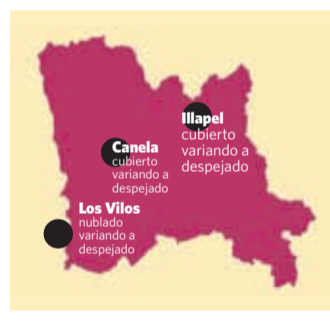 Illapel
cubierto
variando a
despejado
Canela
cubierto
variando a
despejado
Los Vilos
nublado
variando a
despejado